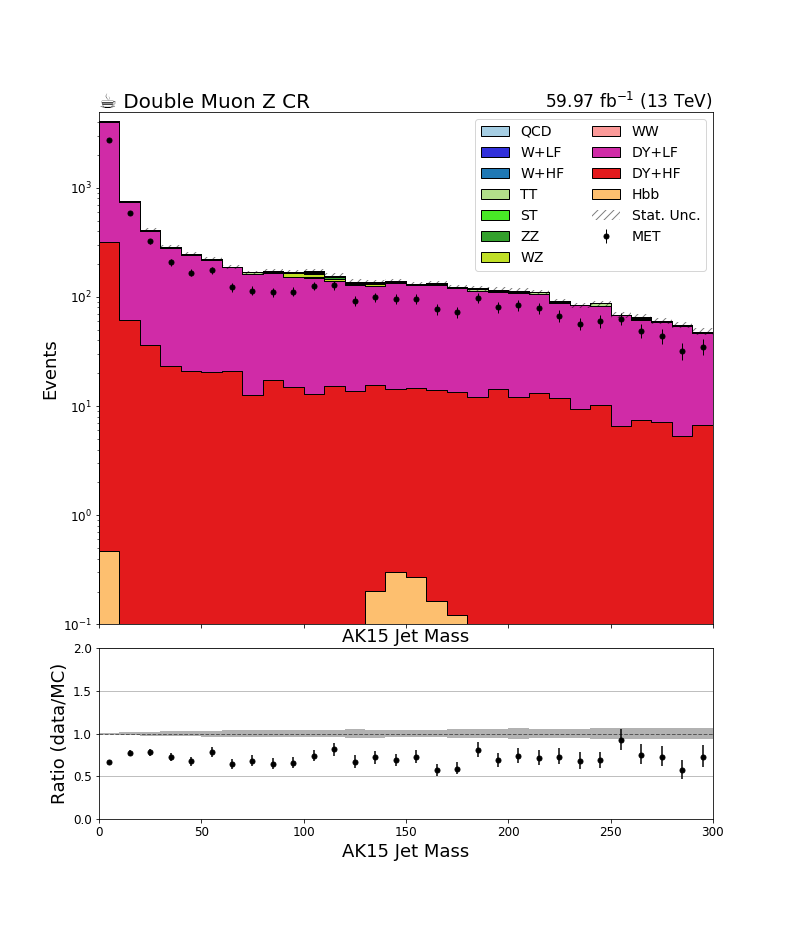 ☕ Double Muon Z CR 59.97 fb⁻¹ (13 TeV)
QCD WW
W+LF DY+LF
W+HF DY+HF
TT Hbb
ST Stat. Unc.
ZZ MET
WZ
Events
10³
10²
10¹
10⁰
10⁻¹
AK15 Jet Mass
Ratio (data/MC)
2.0
1.5
1.0
0.5
0.0
0 50 100 150 200 250 300
AK15 Jet Mass